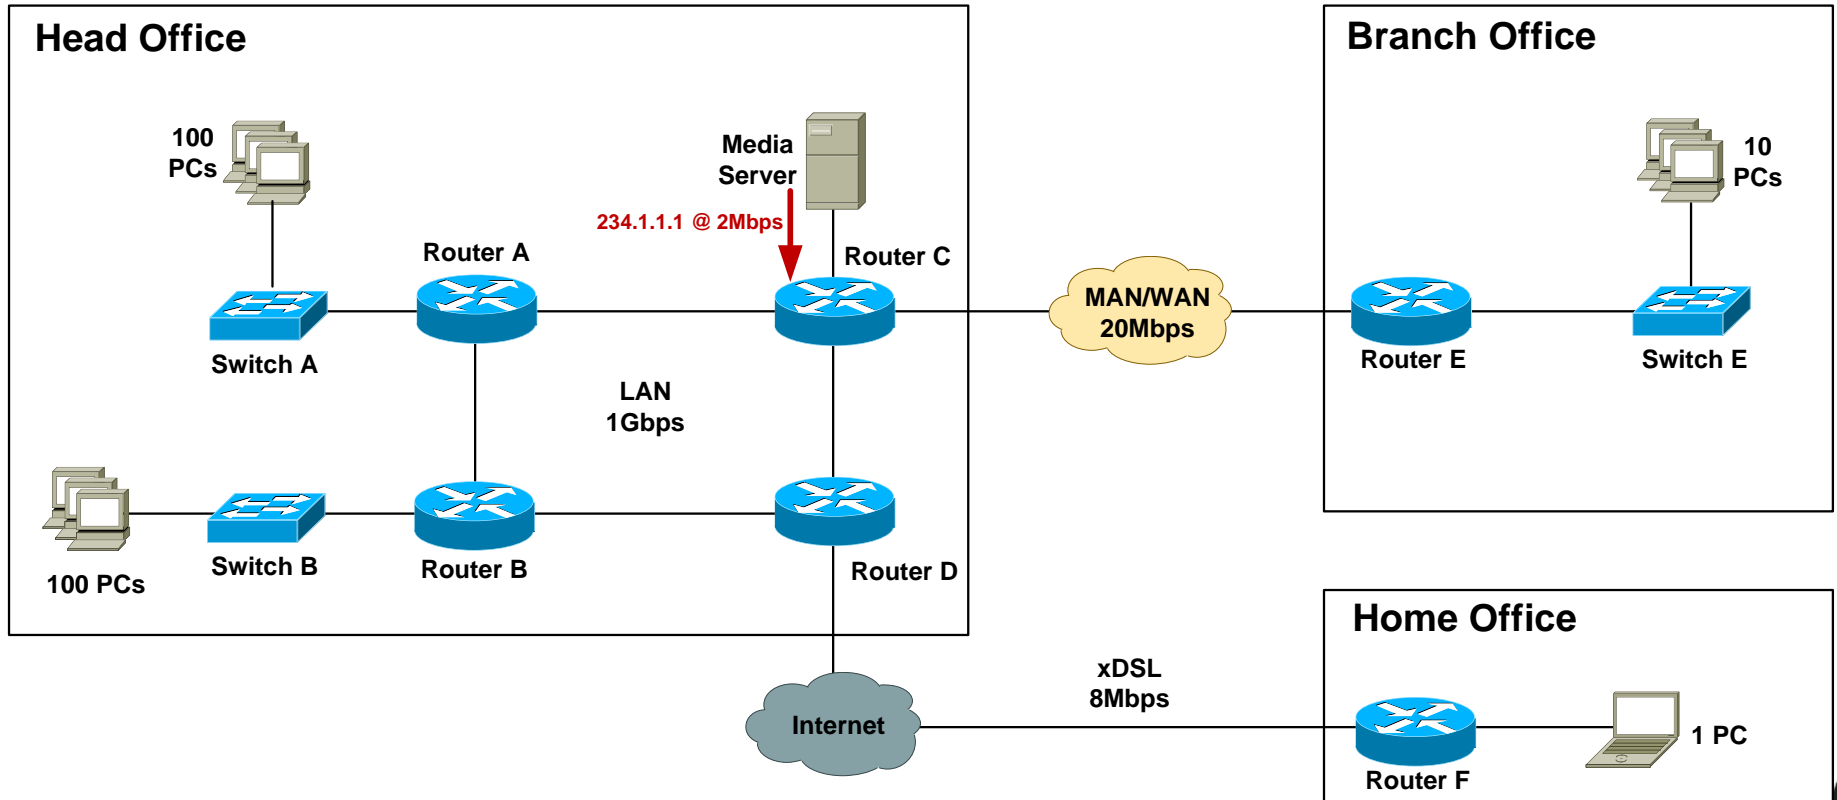 Head Office
Branch Office
100
PCs
Media
Server
10
PCs
234.1.1.1 @ 2Mbps
Router A
Router C
MAN/WAN
20Mbps
Switch A
Router E
Switch E
LAN
1Gbps
100 PCs
Switch B
Router B
Router D
Home Office
xDSL
8Mbps
Internet
1 PC
Router F